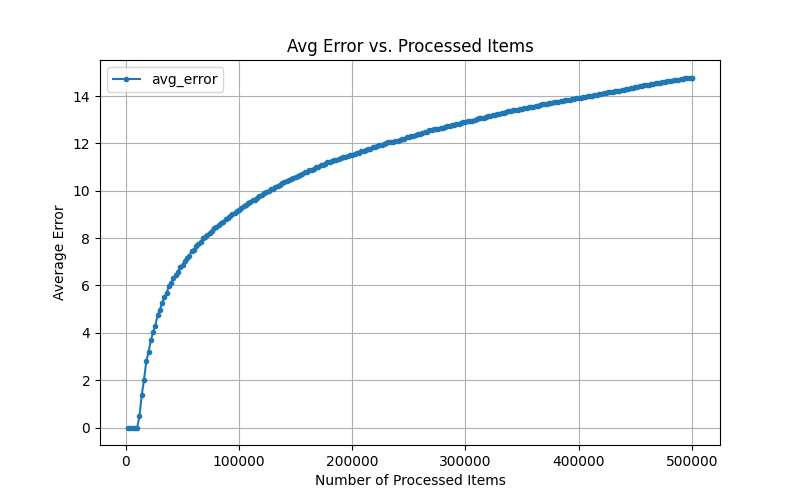 Avg Error vs. Processed Items
avg_error
14
12
10
8
6
4
2
0
Average Error
0 100000 200000 300000 400000 500000
Number of Processed Items